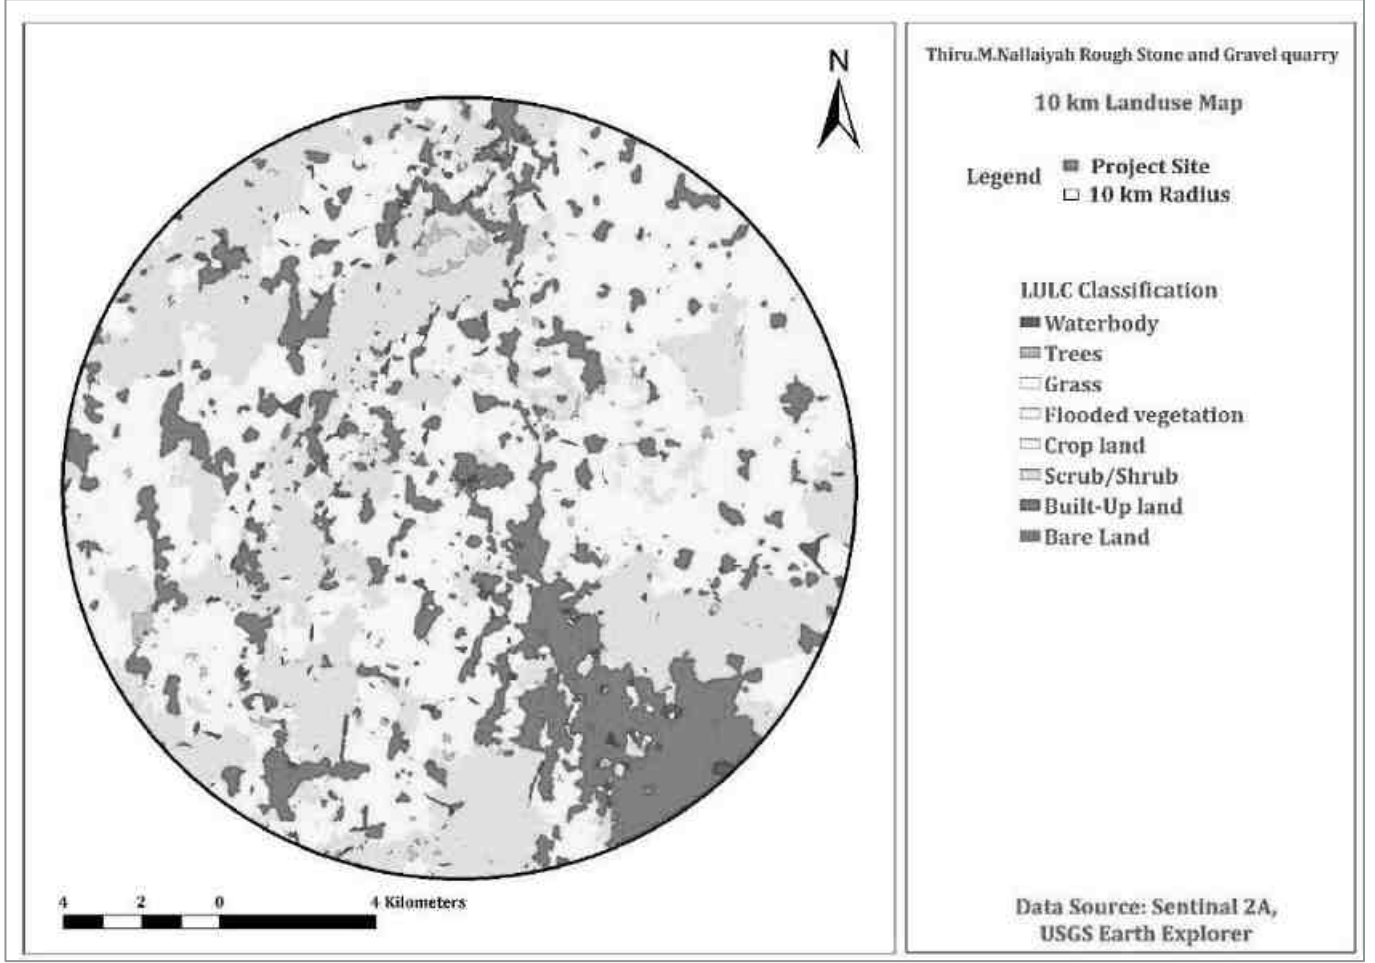 N
4 2 0 4 Kilometers
Thiru.M.Nallaiyah Rough Stone and Gravel quarry
10 km Landuse Map
Legend
Project Site
10 km Radius
LULC Classification
Waterbody
Trees
Grass
Flooded vegetation
Crop land
Scrub/Shrub
Built-Up land
Bare Land
Data Source: Sentinal 2A,
USGS Earth Explorer